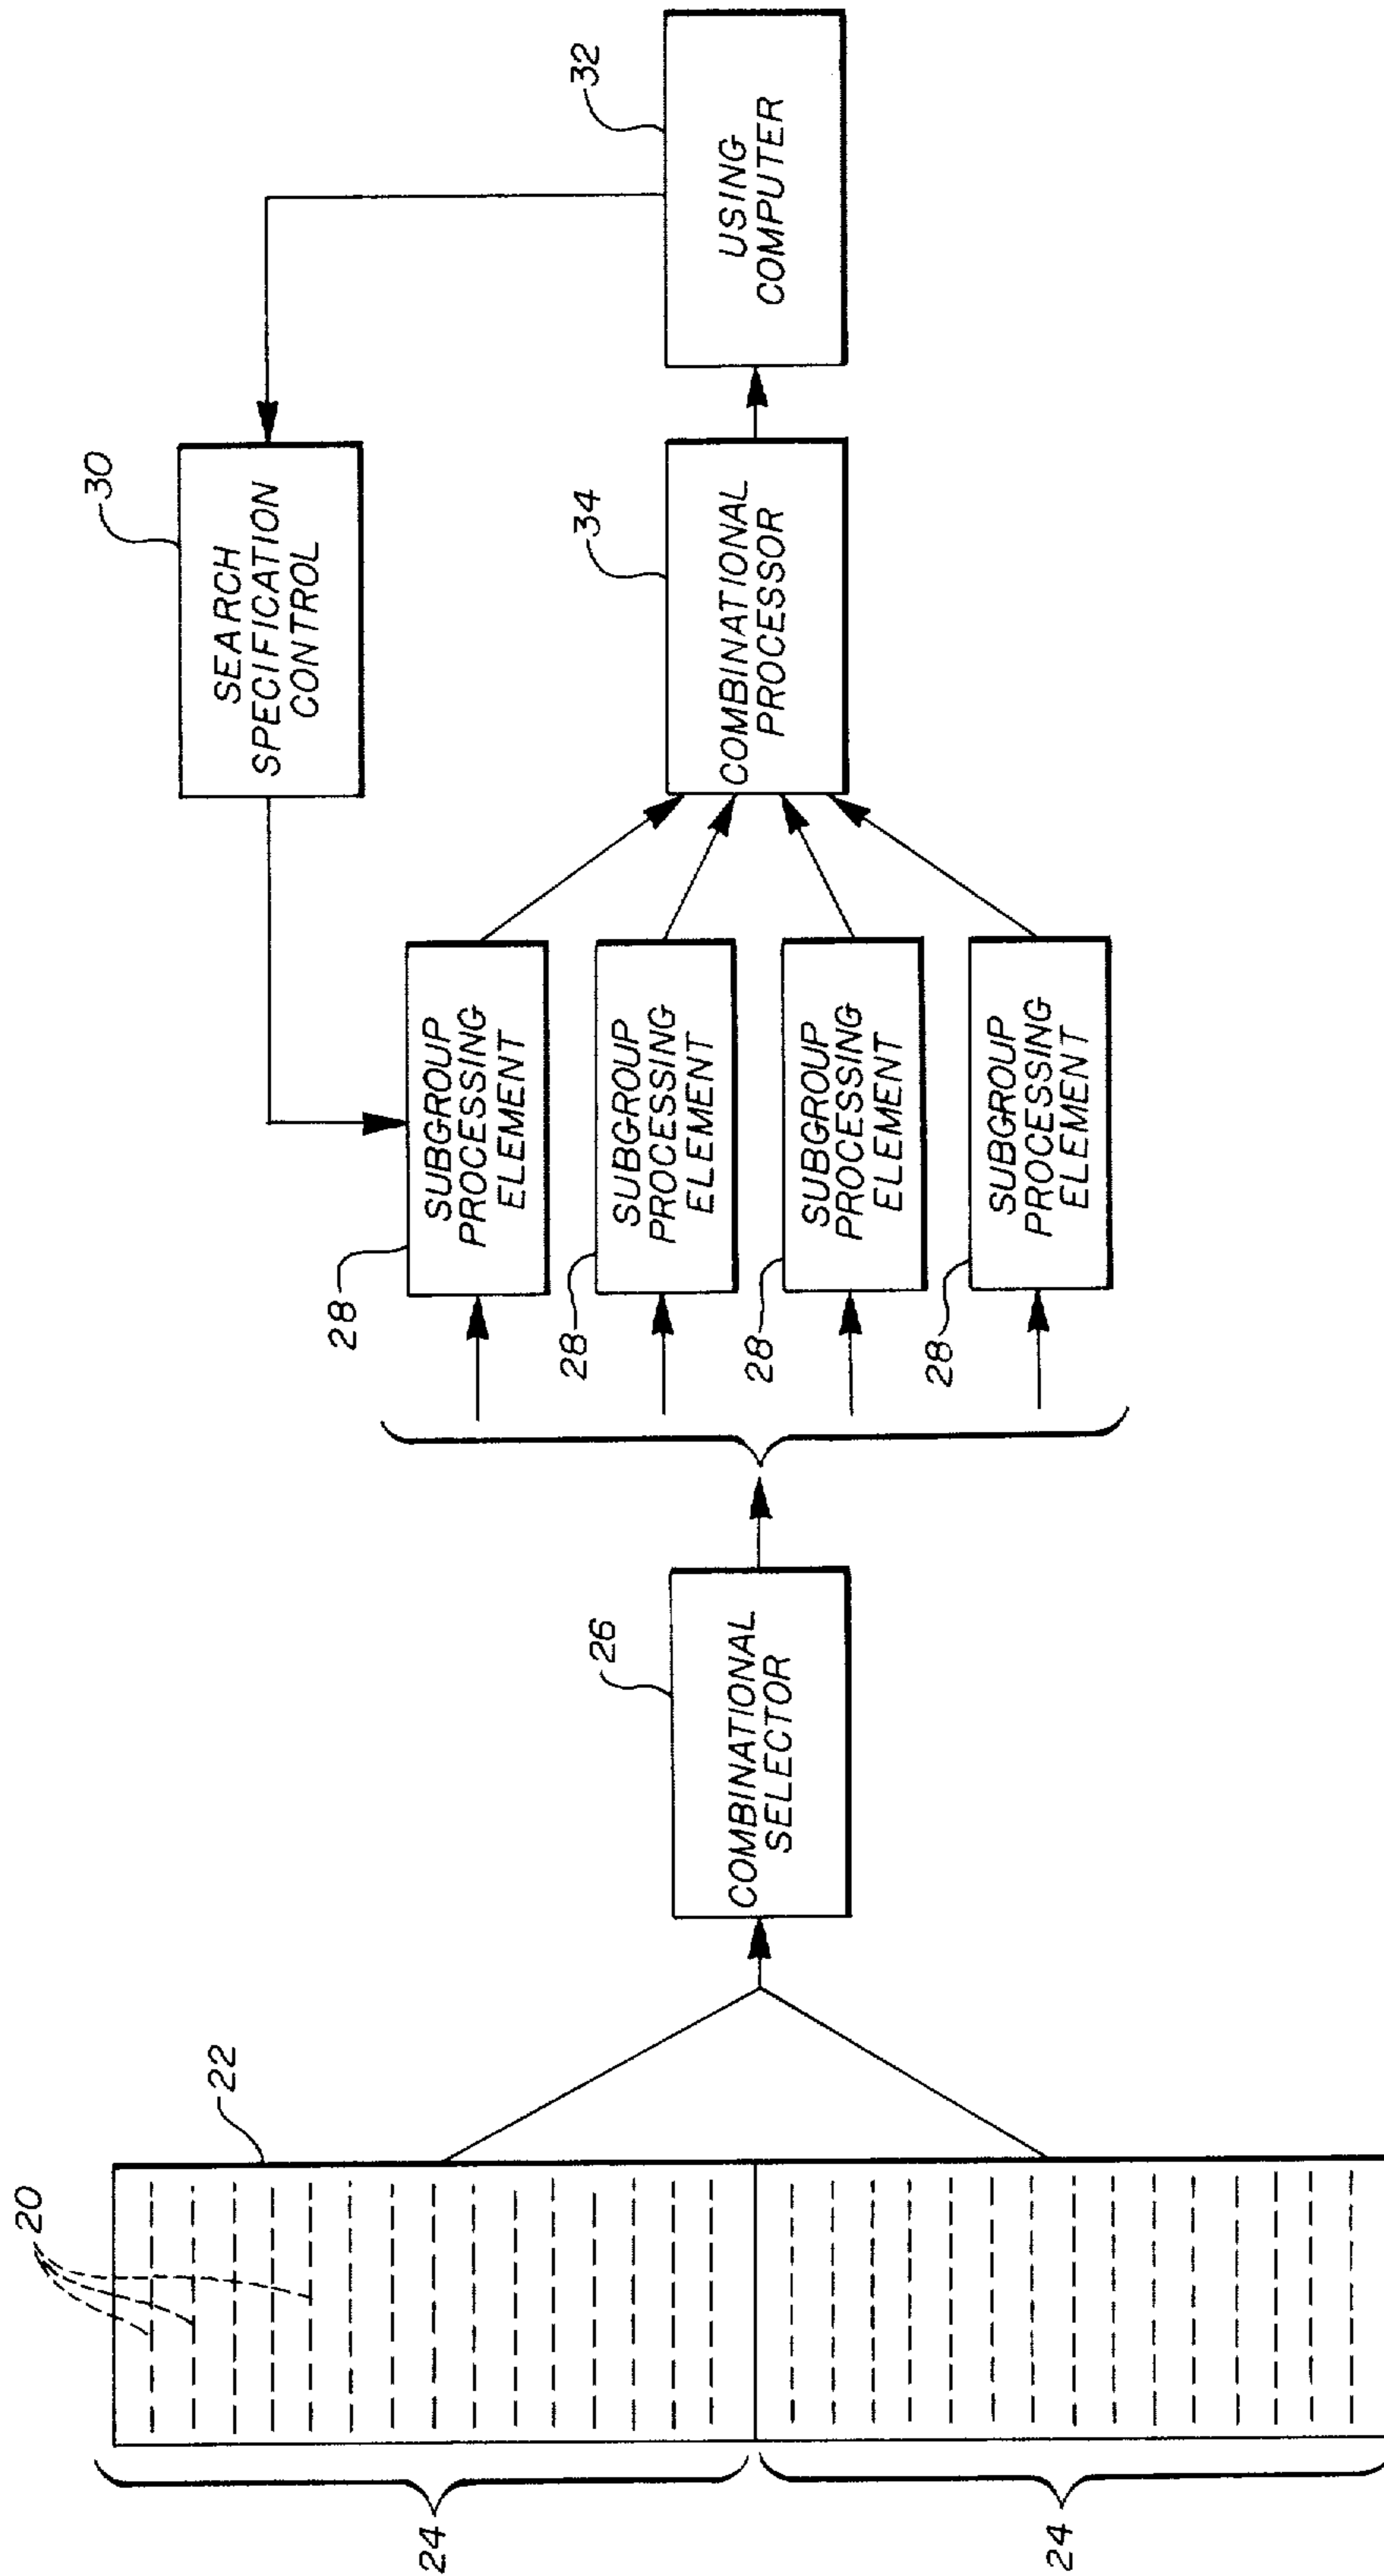 20
22
24
24
26
COMBINATIONAL
SELECTOR
28
SUBGROUP
PROCESSING
ELEMENT
28
SUBGROUP
PROCESSING
ELEMENT
28
SUBGROUP
PROCESSING
ELEMENT
28
SUBGROUP
PROCESSING
ELEMENT
30
SEARCH
SPECIFICATION
CONTROL
34
COMBINATIONAL
PROCESSOR
32
USING
COMPUTER